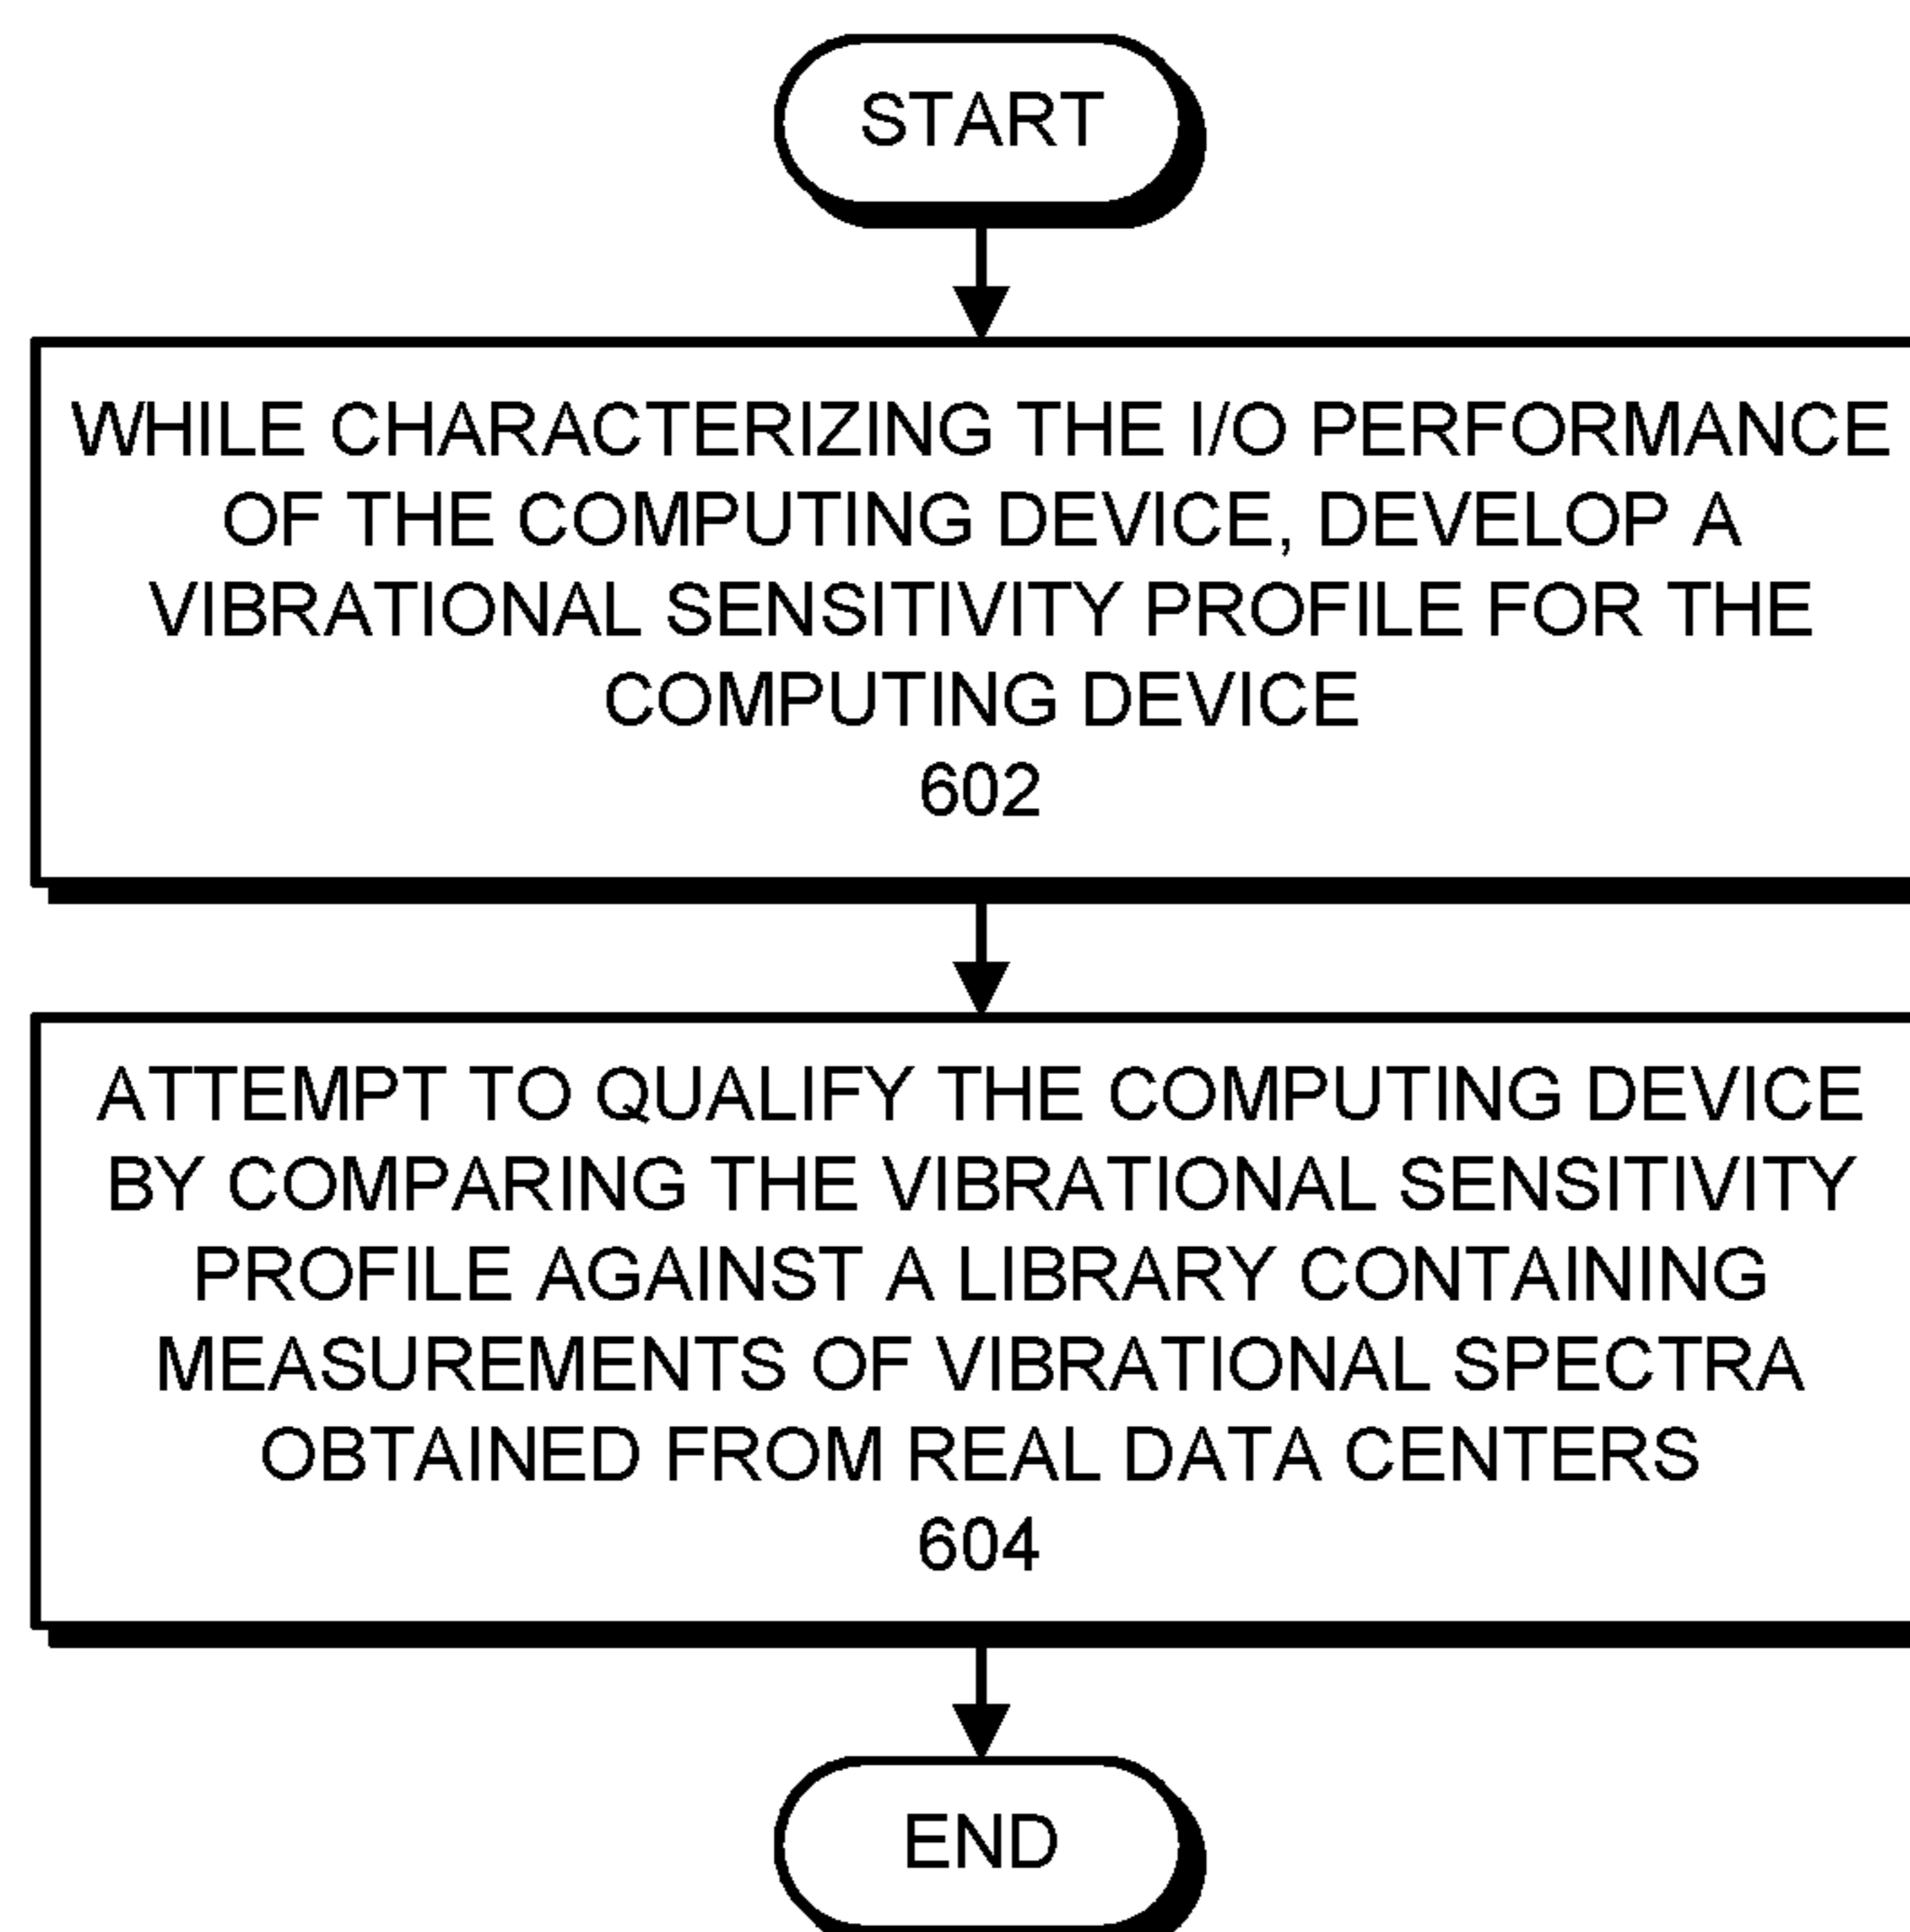 START
WHILE CHARACTERIZING THE I/O PERFORMANCE
OF THE COMPUTING DEVICE, DEVELOP A
VIBRATIONAL SENSITIVITY PROFILE FOR THE
COMPUTING DEVICE
602
ATTEMPT TO QUALIFY THE COMPUTING DEVICE
BY COMPARING THE VIBRATIONAL SENSITIVITY
PROFILE AGAINST A LIBRARY CONTAINING
MEASUREMENTS OF VIBRATIONAL SPECTRA
OBTAINED FROM REAL DATA CENTERS
604
END